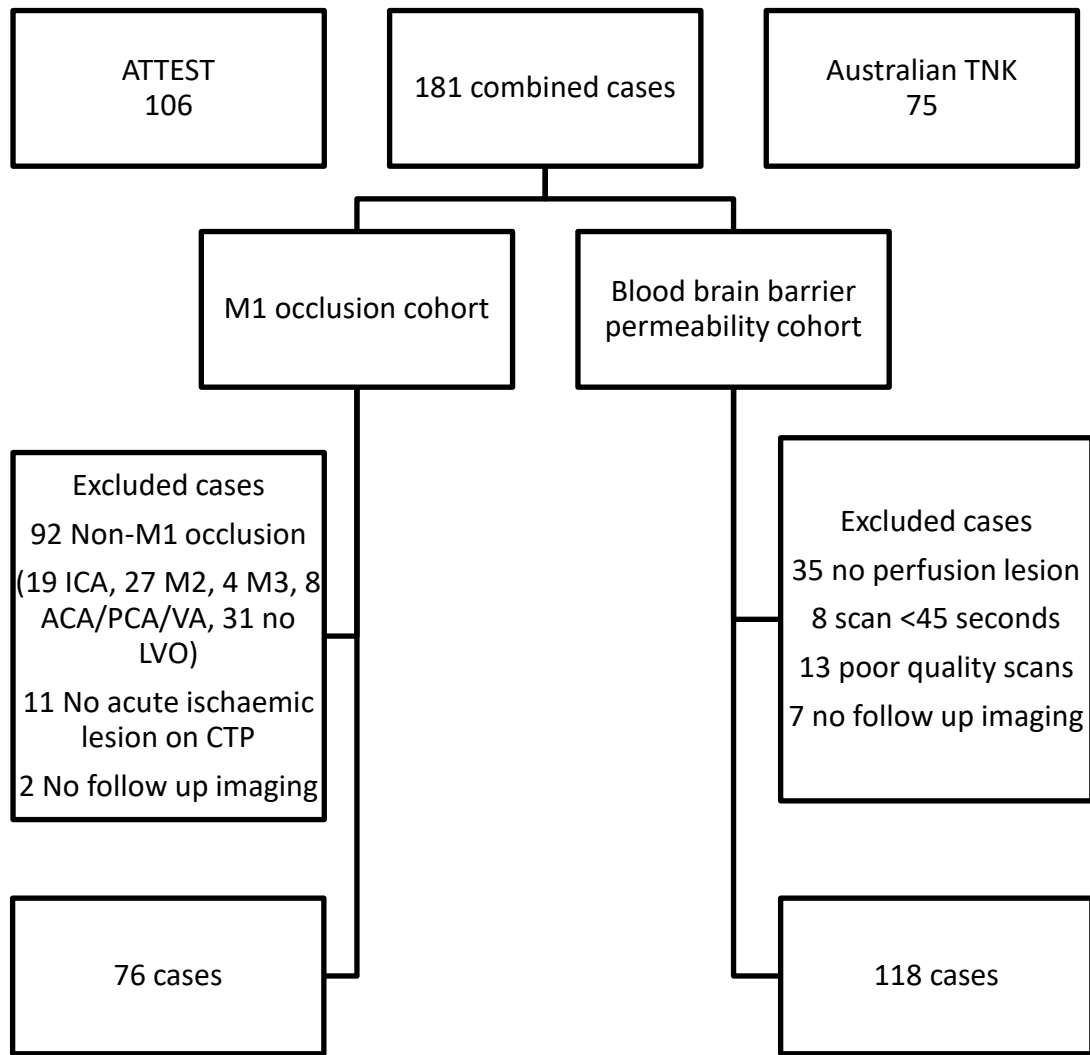 ATTEST
106
181 combined cases
Australian TNK
75
M1 occlusion cohort
Blood brain barrier
permeability cohort
Excluded cases
92 Non-M1 occlusion
(19 ICA, 27 M2, 4 M3, 8
ACA/PCA/VA, 31 no
LVO)
11 No acute ischaemic
lesion on CTP
2 No follow up imaging
Excluded cases
35 no perfusion lesion
8 scan <45 seconds
13 poor quality scans
7 no follow up imaging
76 cases
118 cases